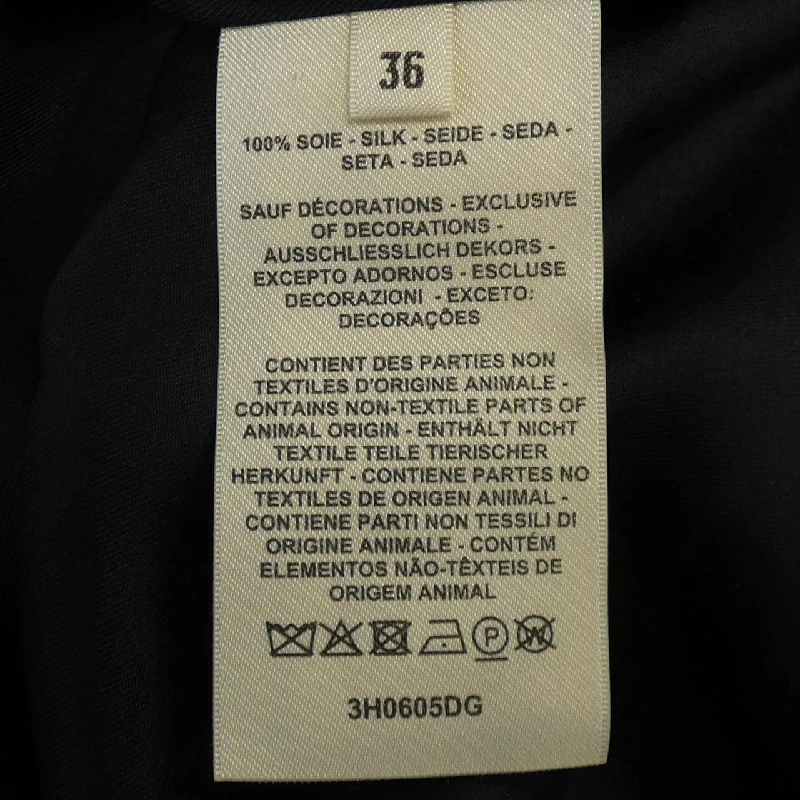 36
100% SOIE - SILK - SEIDE - SEDA -
SETA - SEDA
SAUF DÉCORATIONS - EXCLUSIVE
OF DECORATIONS -
AUSSCHLIESSLICH DEKORS -
EXCEPTO ADORNOS - ESCLUSE
DECORAZIONI - EXCETO:
DECORAÇÕES
CONTIENT DES PARTIES NON
TEXTILES D'ORIGINE ANIMALE -
CONTAINS NON-TEXTILE PARTS OF
ANIMAL ORIGIN - ENTHÄLT NICHT
TEXTILE TEILE TIERISCHER
HERKUNFT - CONTIENE PARTES NO
TEXTILES DE ORIGEN ANIMAL -
CONTIENE PARTI NON TESSILI DI
ORIGINE ANIMALE - CONTÉM
ELEMENTOS NÃO-TÊXTEIS DE
ORIGEM ANIMAL
P W
3H0605DG